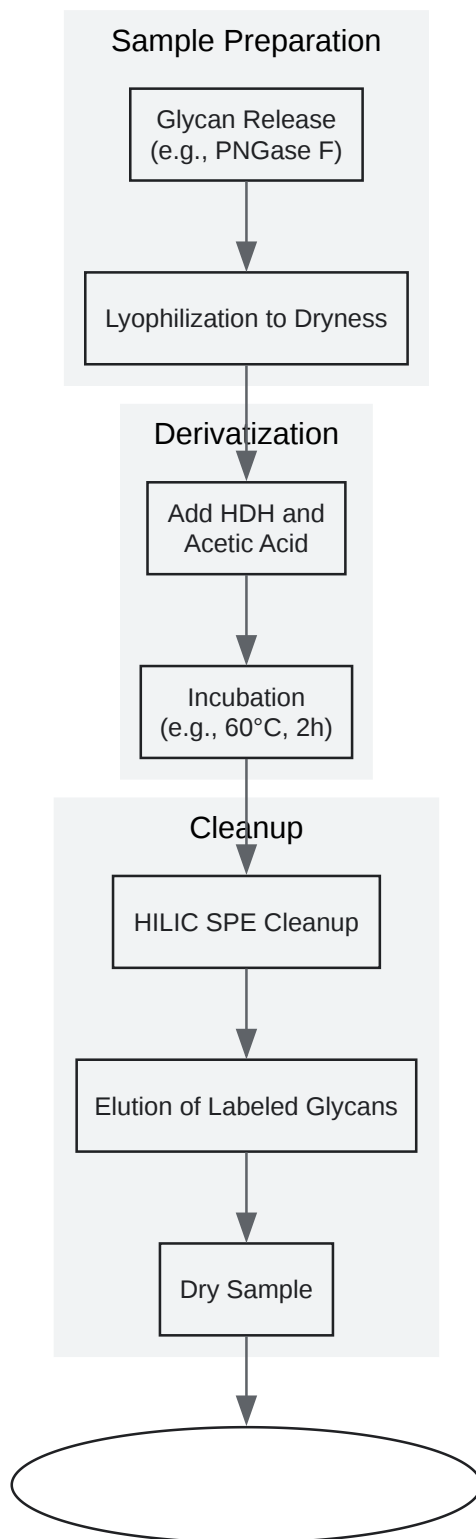 Sample Preparation
Glycan Release
(e.g., PNGase F)
Lyophilization to Dryness
Derivatization
Add HDH and
Acetic Acid
Incubation
(e.g., 60°C, 2h)
Cleanup
HILIC SPE Cleanup
Elution of Labeled Glycans
Dry Sample